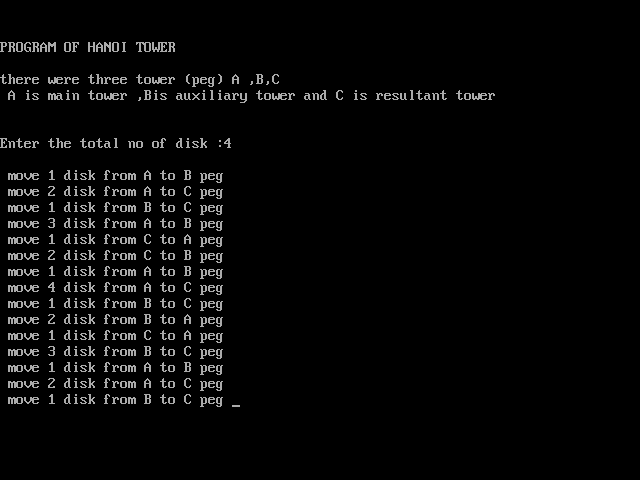 PROGRAM OF HANOI TOWER
there were three tower (peg) A ,B,C
A is main tower ,Bis auxiliary tower and C is resultant tower
Enter the total no of disk :4
move 1 disk from A to B peg
move 2 disk from A to C peg
move 1 disk from B to C peg
move 3 disk from A to B peg
move 1 disk from C to A peg
move 2 disk from C to B peg
move 1 disk from A to B peg
move 4 disk from A to C peg
move 1 disk from B to C peg
move 2 disk from B to A peg
move 1 disk from C to A peg
move 3 disk from B to C peg
move 1 disk from A to B peg
move 2 disk from A to C peg
move 1 disk from B to C peg _